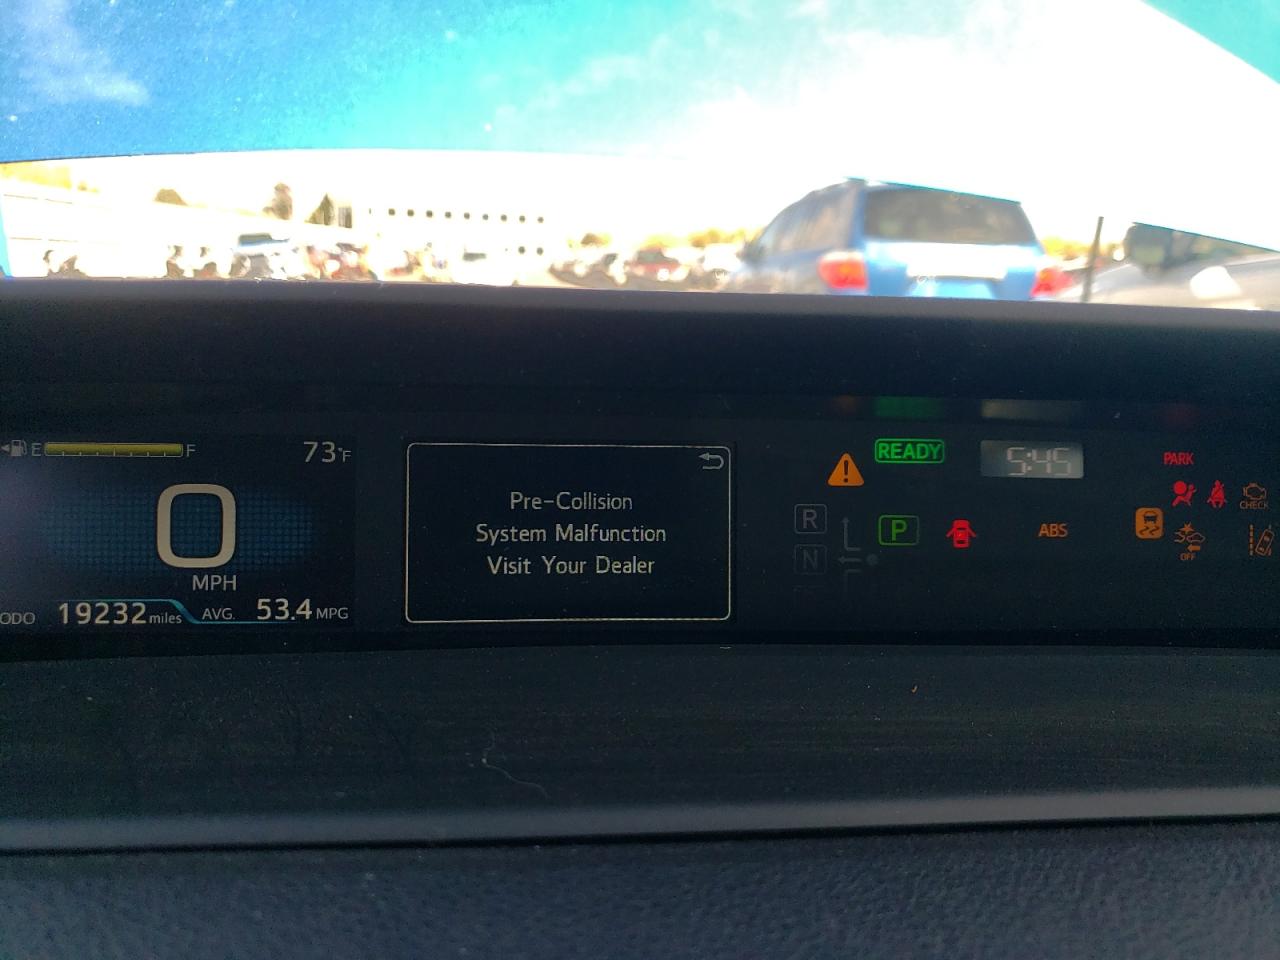 E F 73°F
0
MPH
ODO 19232 miles AVG. 53.4 MPG
Pre-Collision
System Malfunction
Visit Your Dealer
READY 5:45 PARK
CHECK
R P ABS
N OFF